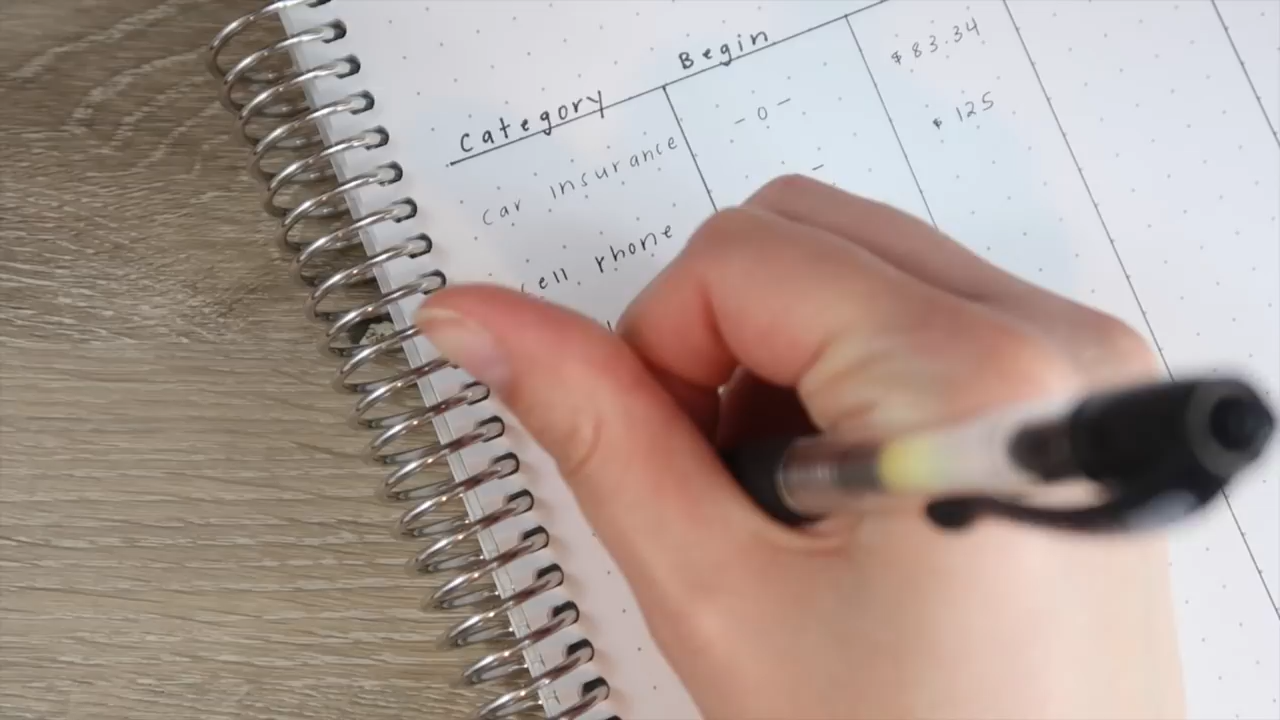 Category Begin
car insurance -0- $83.34
cell phone - $125